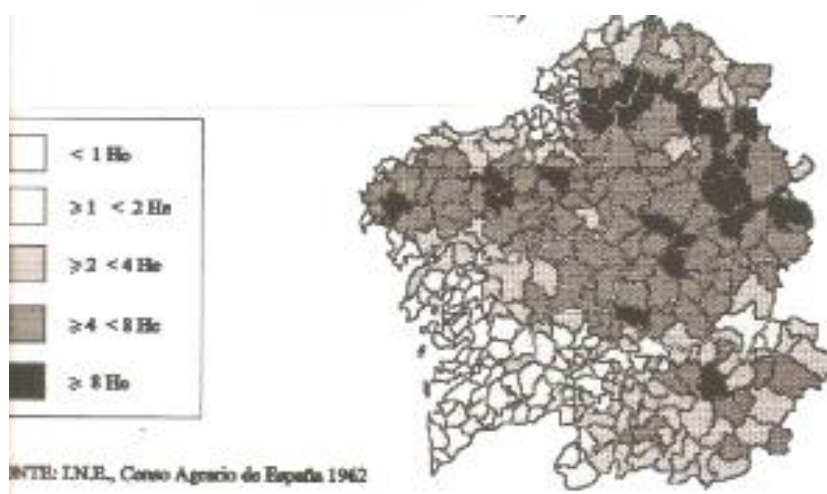 < 1 Ha
≥ 1 < 2 Ha
≥ 2 < 4 Ha
≥ 4 < 8 Ha
≥ 8 Ha
NTE: I.N.E., Censo Agrario de España 1962